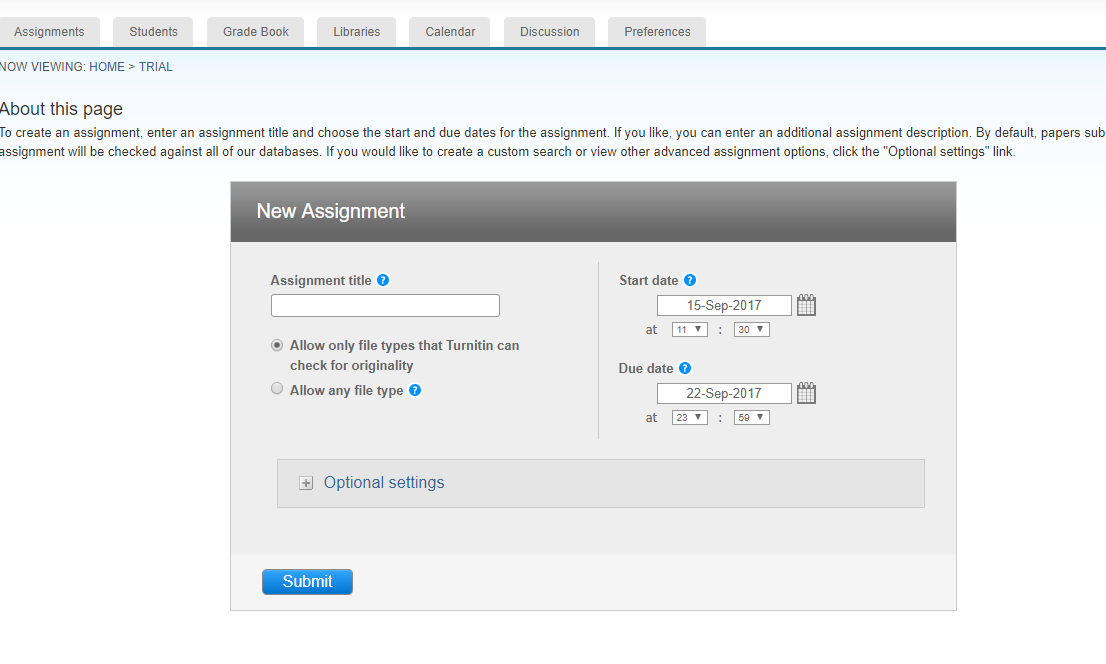 Assignments Students Grade Book Libraries Calendar Discussion Preferences
NOW VIEWING: HOME > TRIAL
About this page
To create an assignment, enter an assignment title and choose the start and due dates for the assignment. If you like, you can enter an additional assignment description. By default, papers sub
assignment will be checked against all of our databases. If you would like to create a custom search or view other advanced assignment options, click the "Optional settings" link.
New Assignment
Assignment title ?
Allow only file types that Turnitin can
check for originality
Allow any file type ?
Start date ?
15-Sep-2017
at 11 : 30
Due date ?
22-Sep-2017
at 23 : 59
Optional settings
Submit